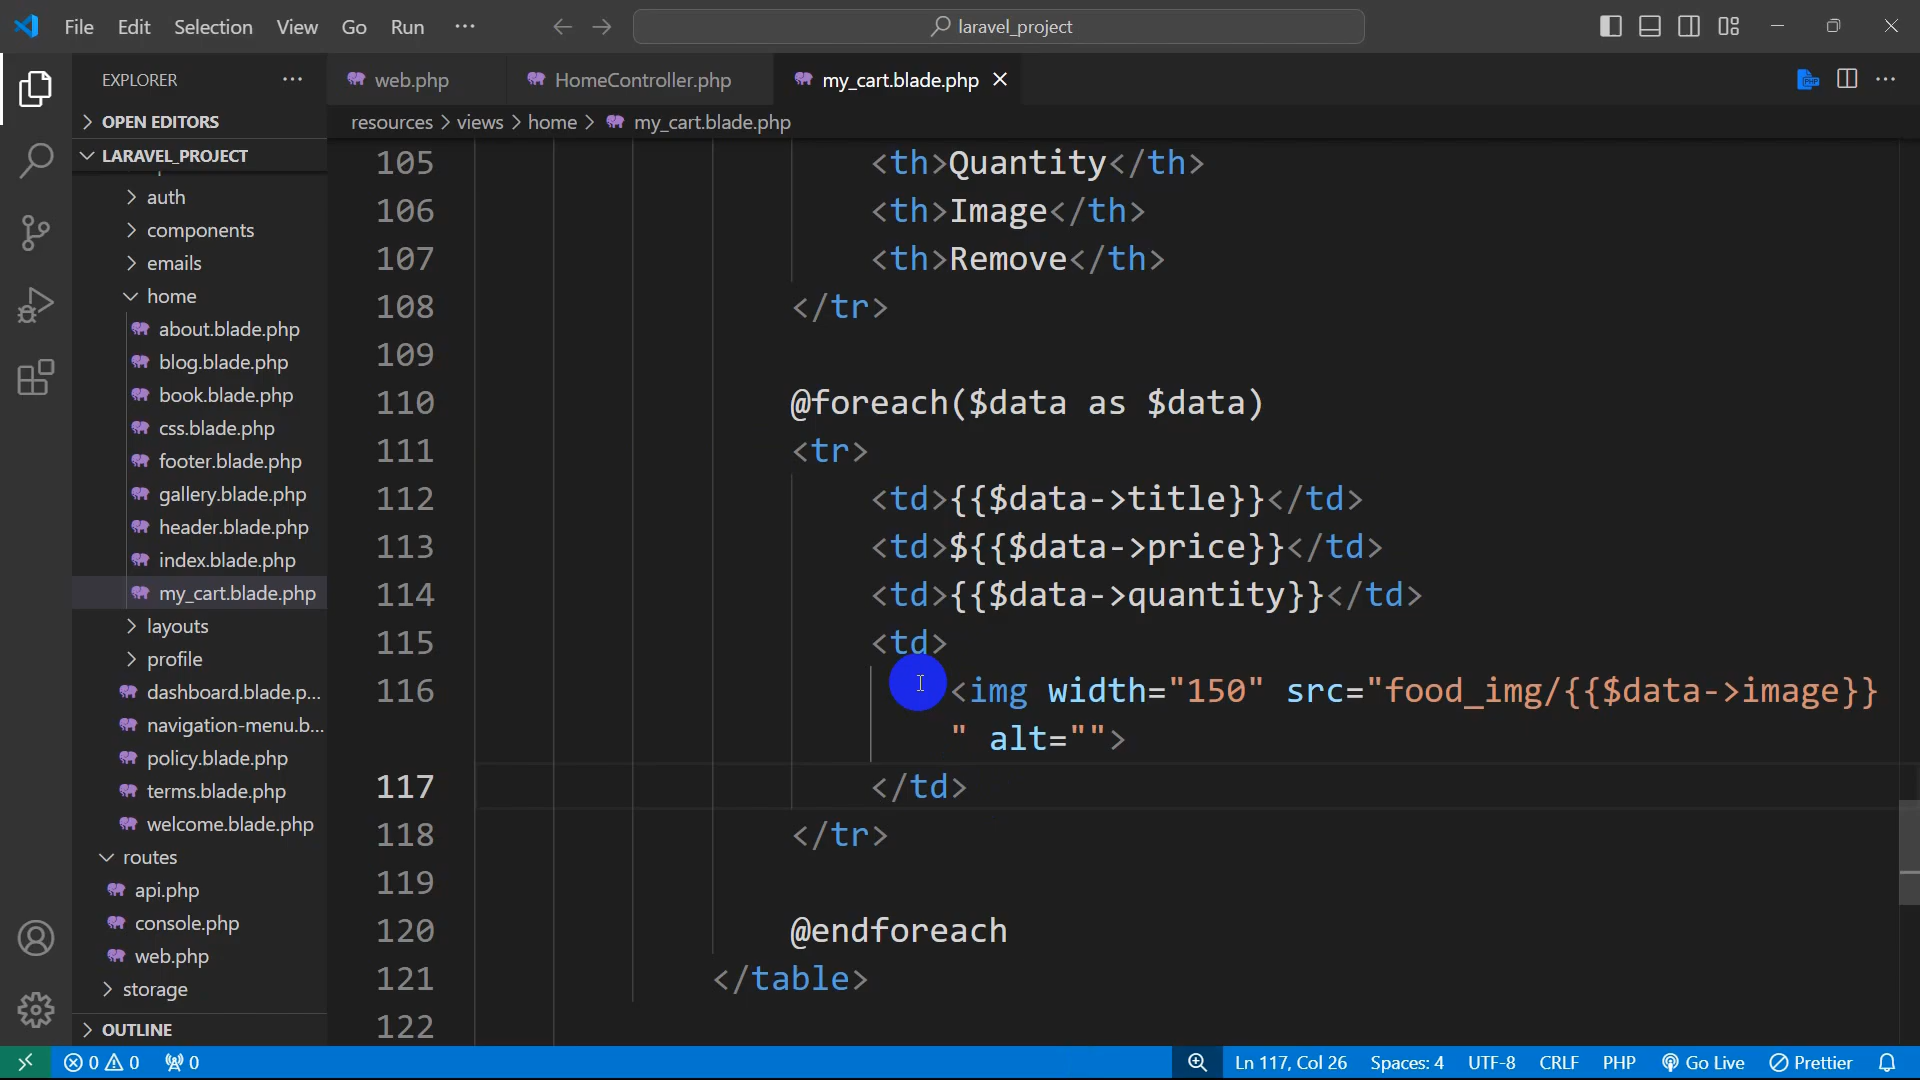 File Edit Selection View Go Run ···
laravel_project
EXPLORER ···
OPEN EDITORS
LARAVEL_PROJECT
auth
components
emails
home
about.blade.php
blog.blade.php
book.blade.php
css.blade.php
footer.blade.php
gallery.blade.php
header.blade.php
index.blade.php
my_cart.blade.php
layouts
profile
dashboard.blade.p...
navigation-menu.b...
policy.blade.php
terms.blade.php
welcome.blade.php
routes
api.php
console.php
web.php
storage
OUTLINE
web.php HomeController.php my_cart.blade.php
resources > views > home > my_cart.blade.php
105 <th>Quantity</th>
106 <th>Image</th>
107 <th>Remove</th>
108 </tr>
109
110 @foreach($data as $data)
111 <tr>
112 <td>{{$data->title}}</td>
113 <td>${{$data->price}}</td>
114 <td>{{$data->quantity}}</td>
115 <td>
116 <img width="150" src="food_img/{{$data->image}}
" alt="">
117 </td>
118 </tr>
119
120 @endforeach
121 </table>
122
0 0 0 Ln 117, Col 26 Spaces: 4 UTF-8 CRLF PHP Go Live Prettier